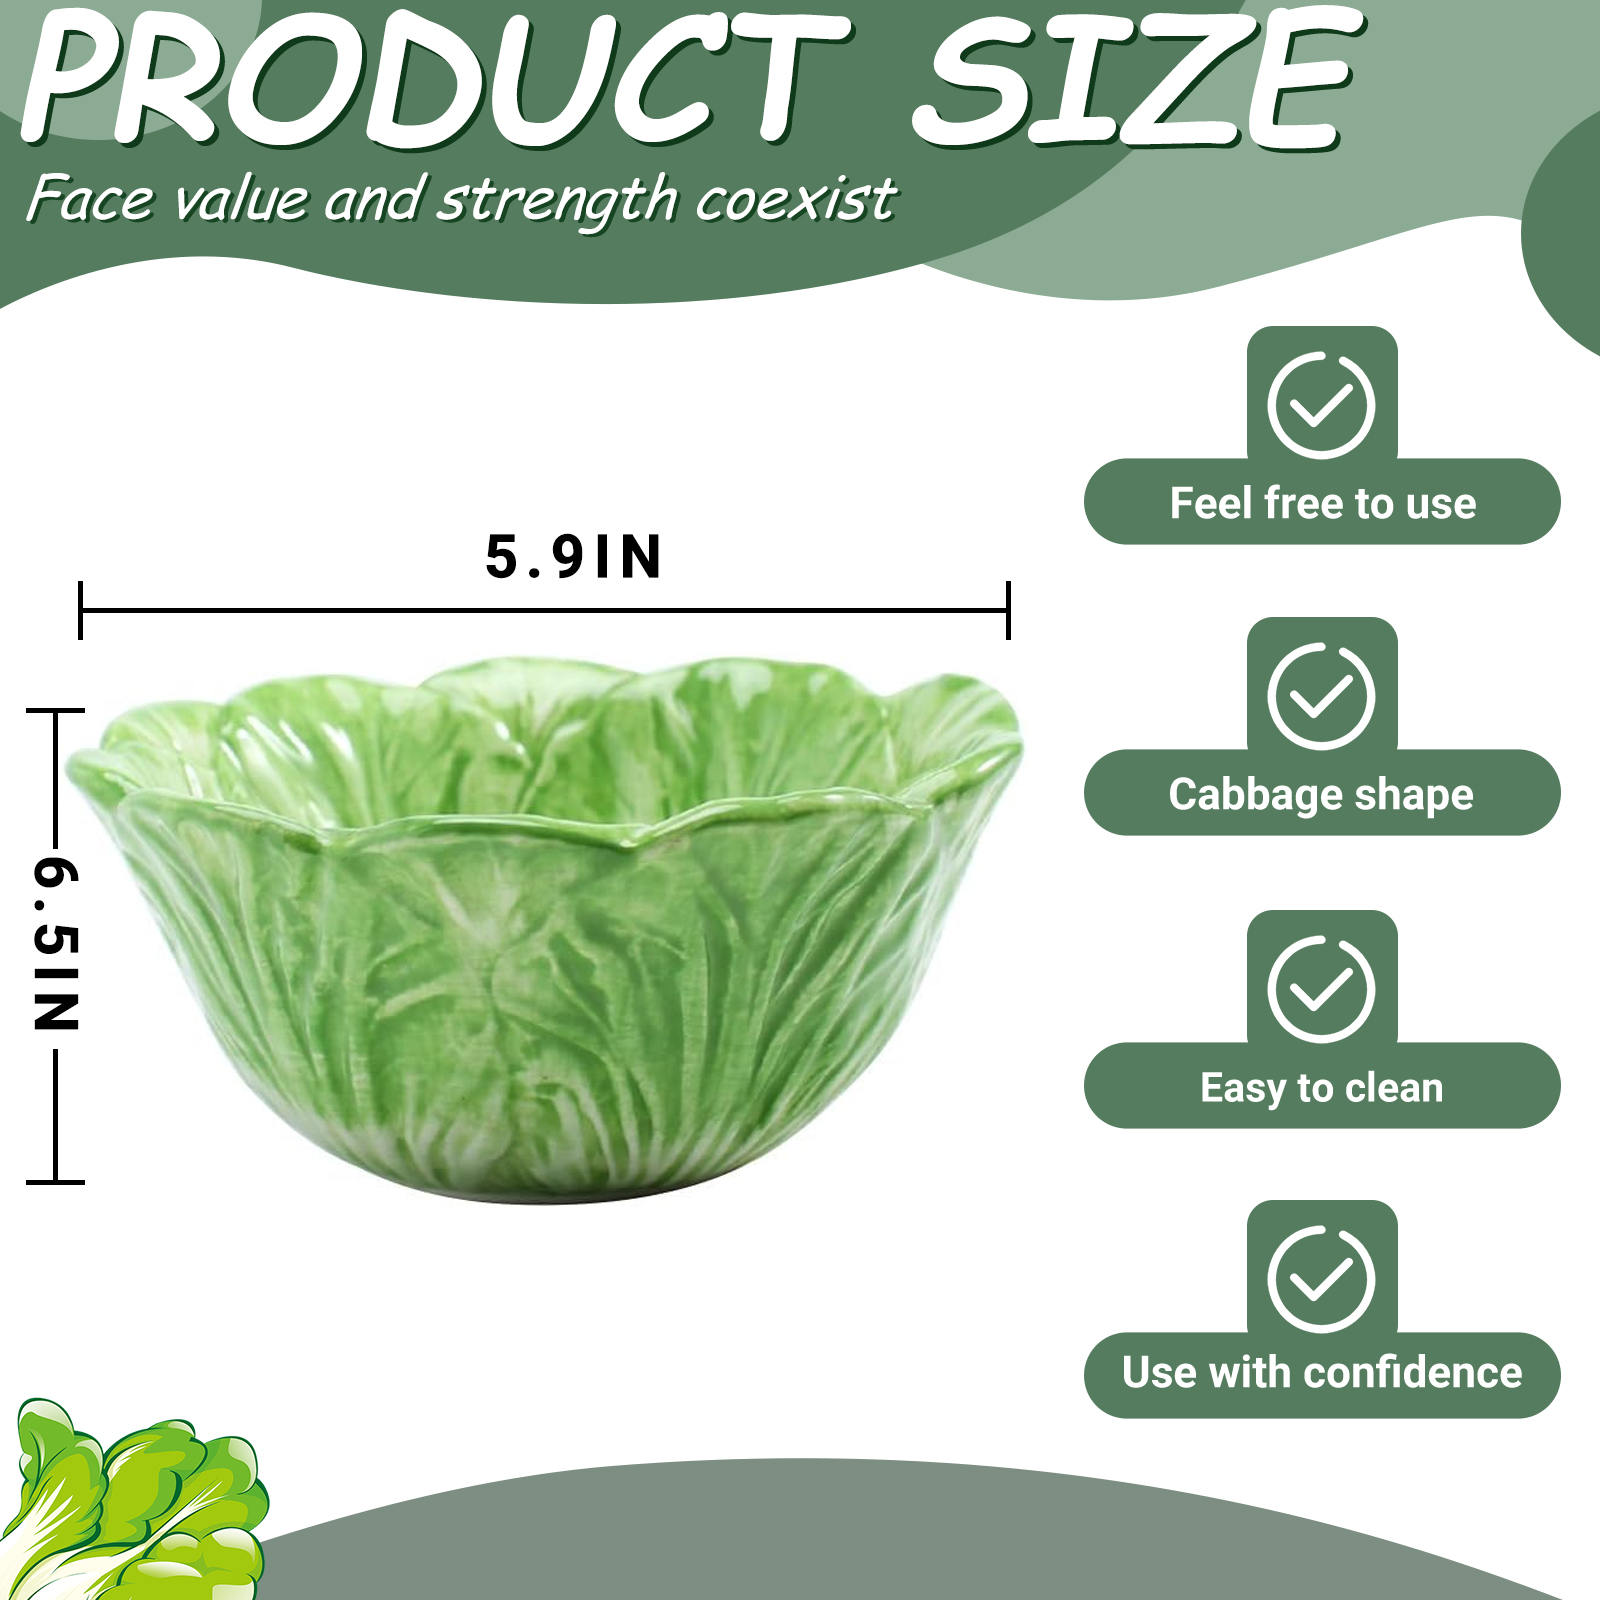 PRODUCT SIZE
Face value and strength coexist
Feel free to use
5.9IN
Cabbage shape
6.5IN
Easy to clean
Use with confidence